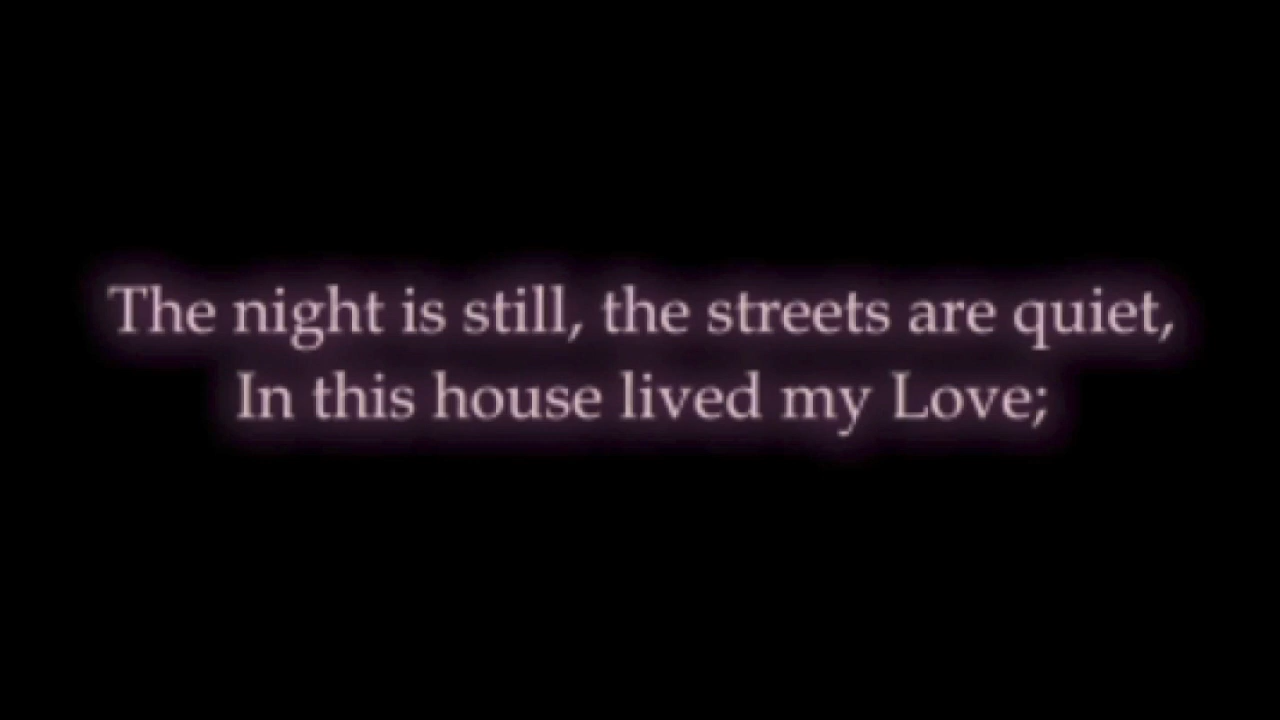 The night is still, the streets are quiet,
In this house lived my Love;